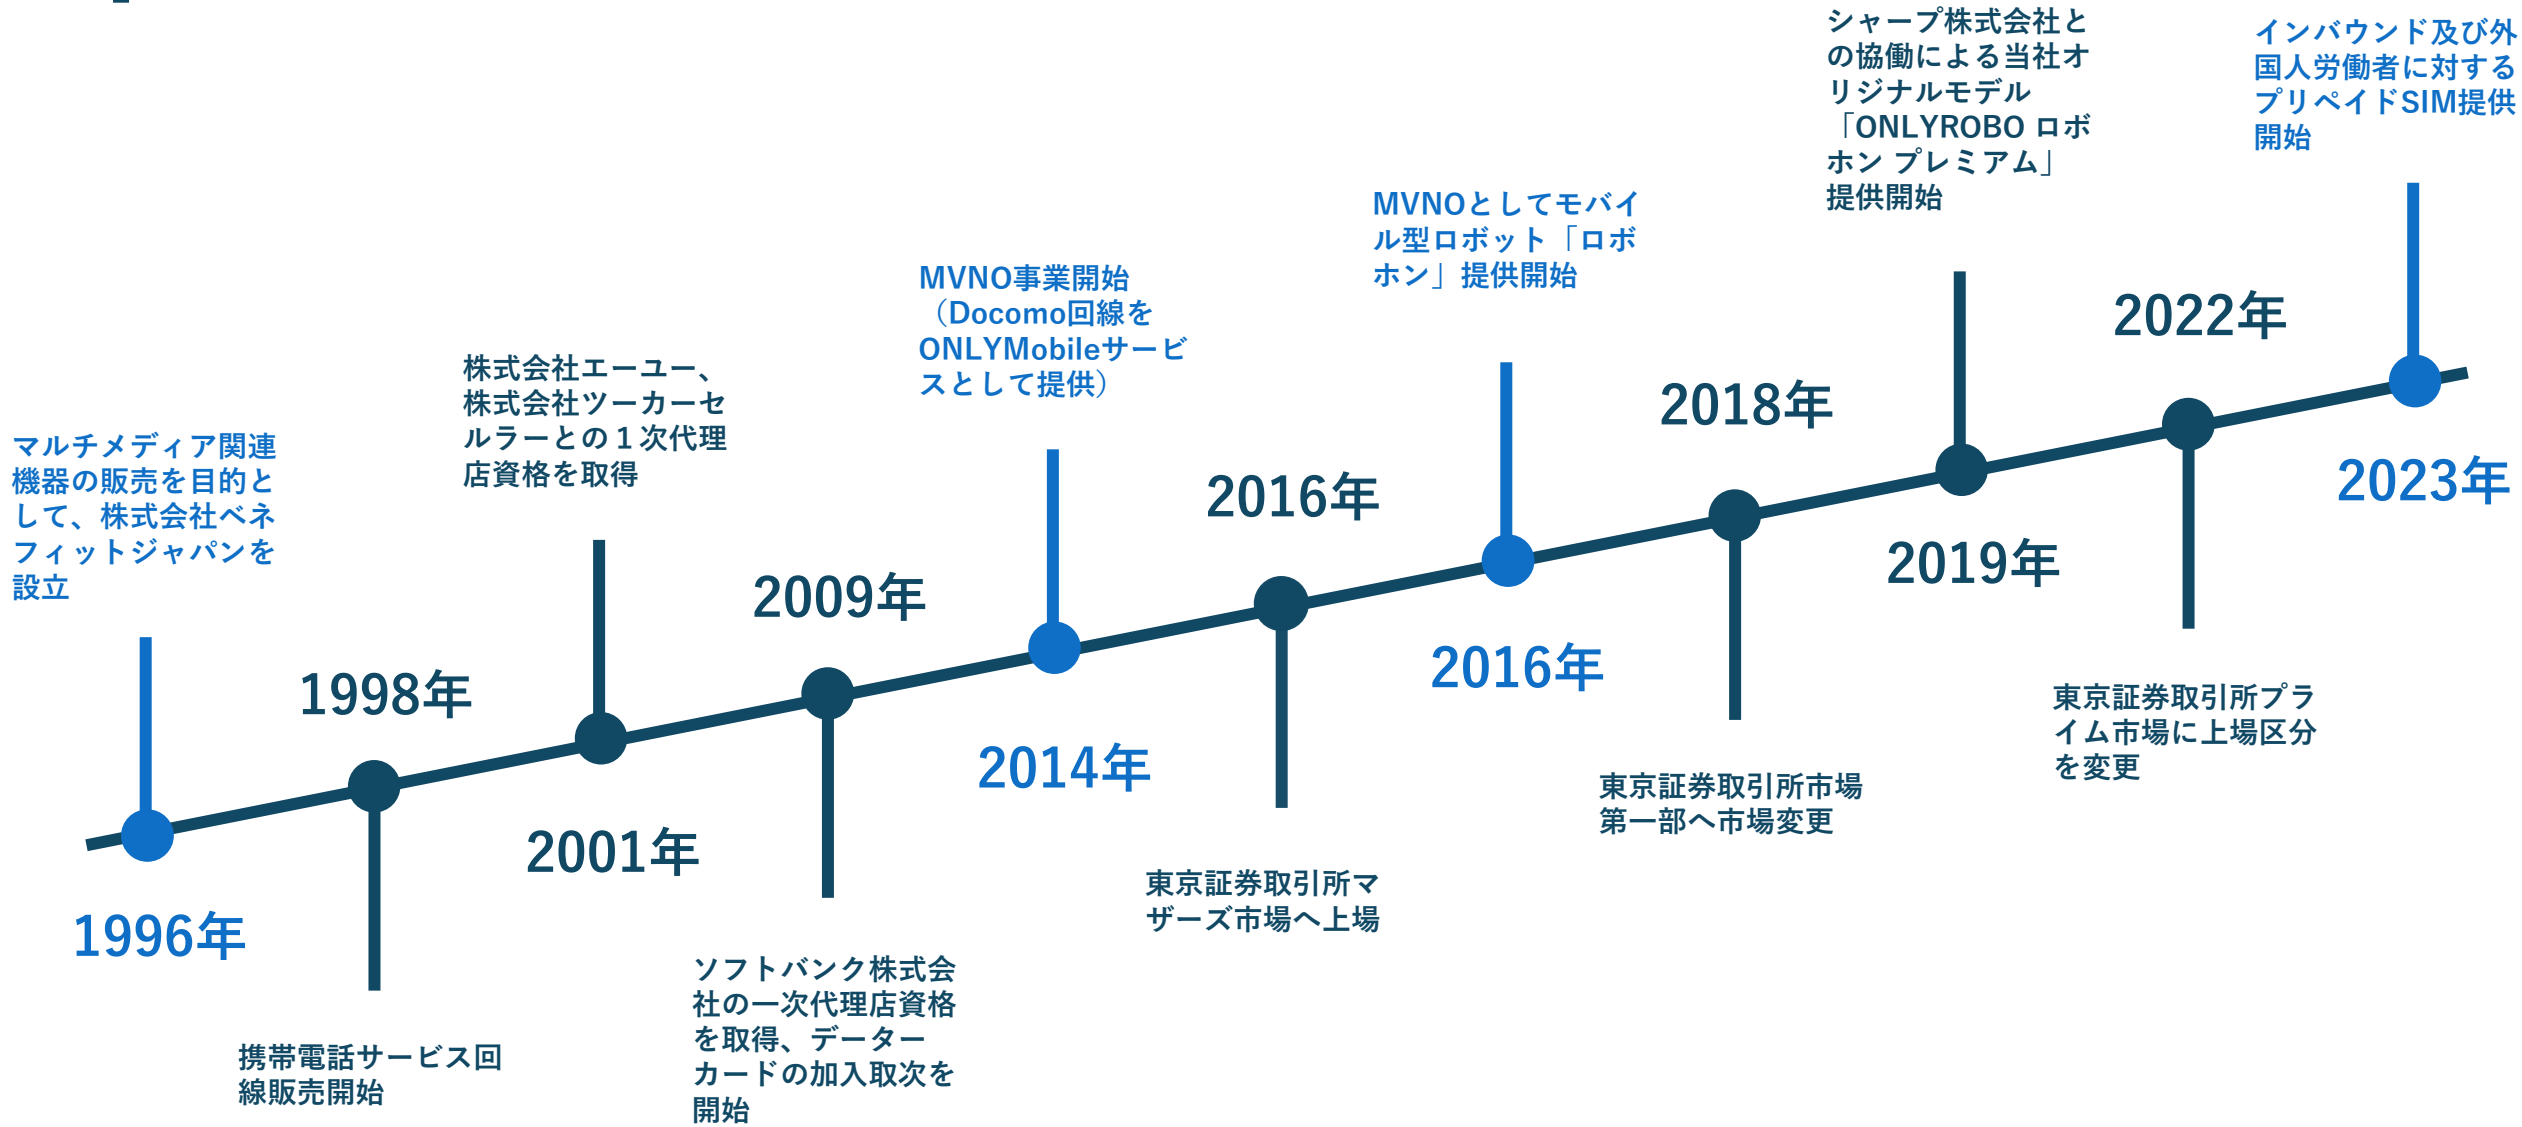 マルチメディア関連
機器の販売を目的と
して、株式会社ベネ
フィットジャパンを
設立
1996年
1998年
携帯電話サービス回
線販売開始
株式会社エーユー、
株式会社ツーカーセ
ルラーとの１次代理
店資格を取得
2001年
2009年
ソフトバンク株式会
社の一次代理店資格
を取得、データー
カードの加入取次を
開始
MVNO事業開始
（Docomo回線を
ONLYMobileサービ
スとして提供）
2014年
2016年
東京証券取引所マ
ザーズ市場へ上場
MVNOとしてモバイ
ル型ロボット「ロボ
ホン」提供開始
2016年
2018年
東京証券取引所市場
第一部へ市場変更
シャープ株式会社と
の協働による当社オ
リジナルモデル
「ONLYROBO ロボ
ホン プレミアム」
提供開始
2019年
2022年
東京証券取引所プラ
イム市場に上場区分
を変更
インバウンド及び外
国人労働者に対する
プリペイドSIM提供
開始
2023年